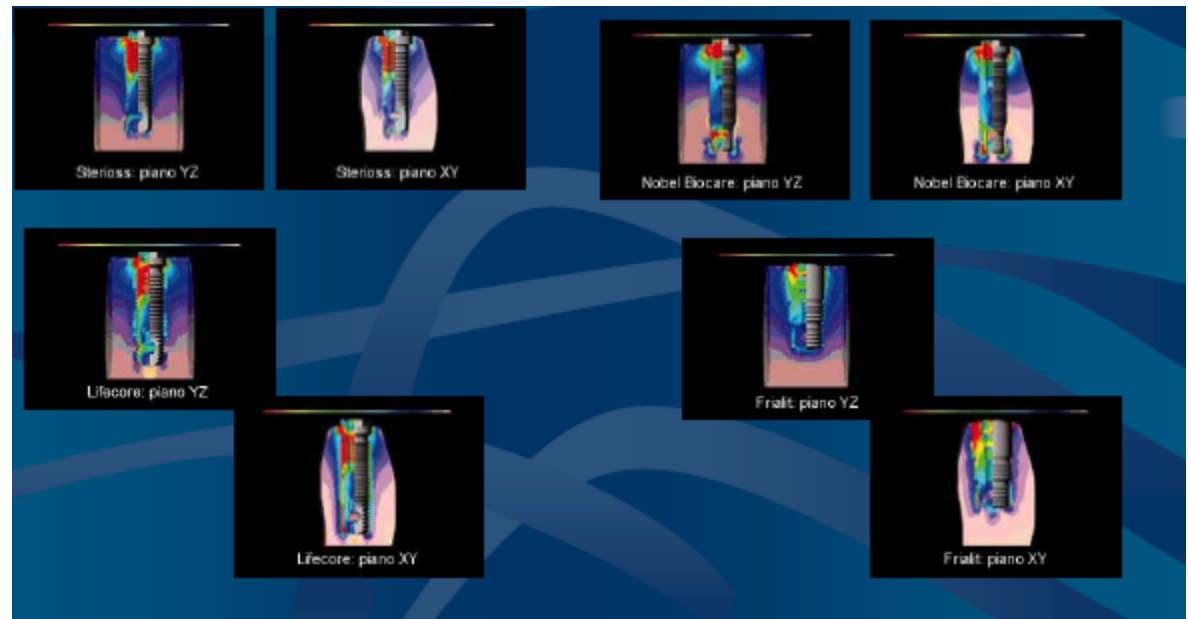 Sterioss: piano YZ
Sterioss: piano XY
Nobel Biocare: piano YZ
Nobel Biocare: piano XY
Lifecore: piano YZ
Frialit: piano YZ
Lifecore: piano XY
Frialit: piano XY